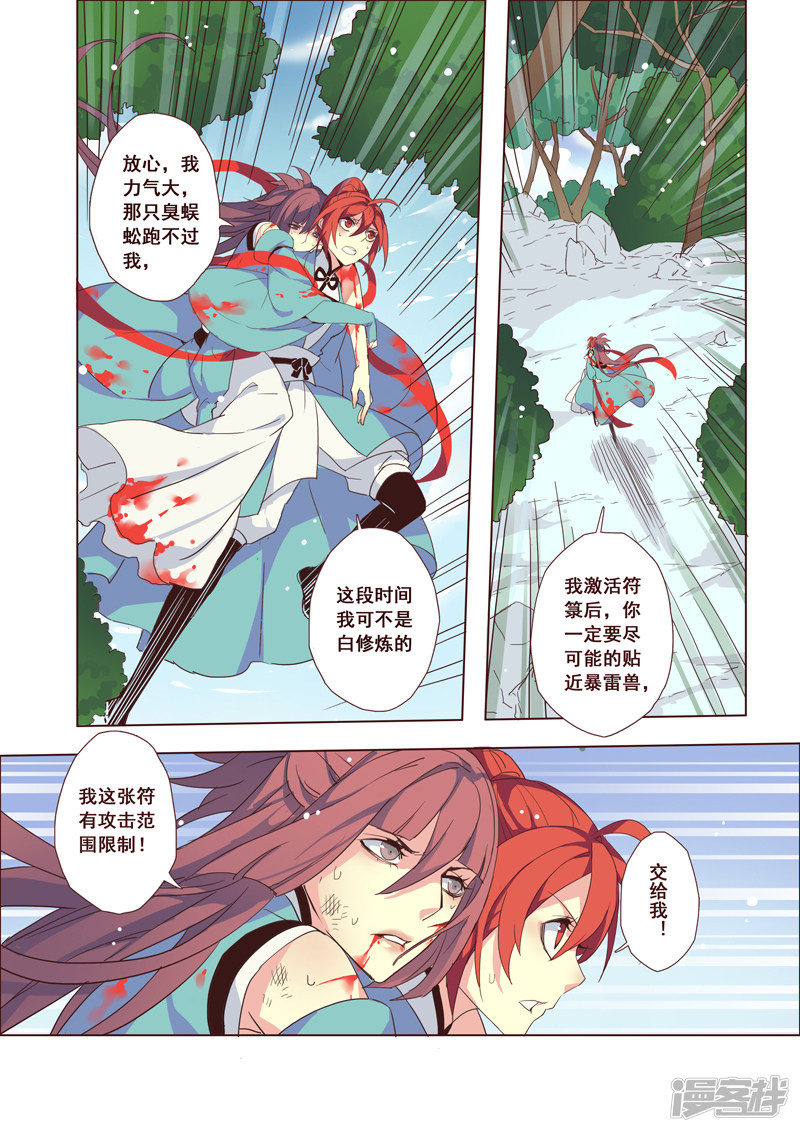 放心，我
力气大，
那只臭蜈
蚣跑不过
我，
这段时间
我可不是
白修炼的
我激活符
箓后，你
一定要尽
可能的贴
近暴雷兽，
我这张符
有攻击范
围限制！
交给我！
漫客栈